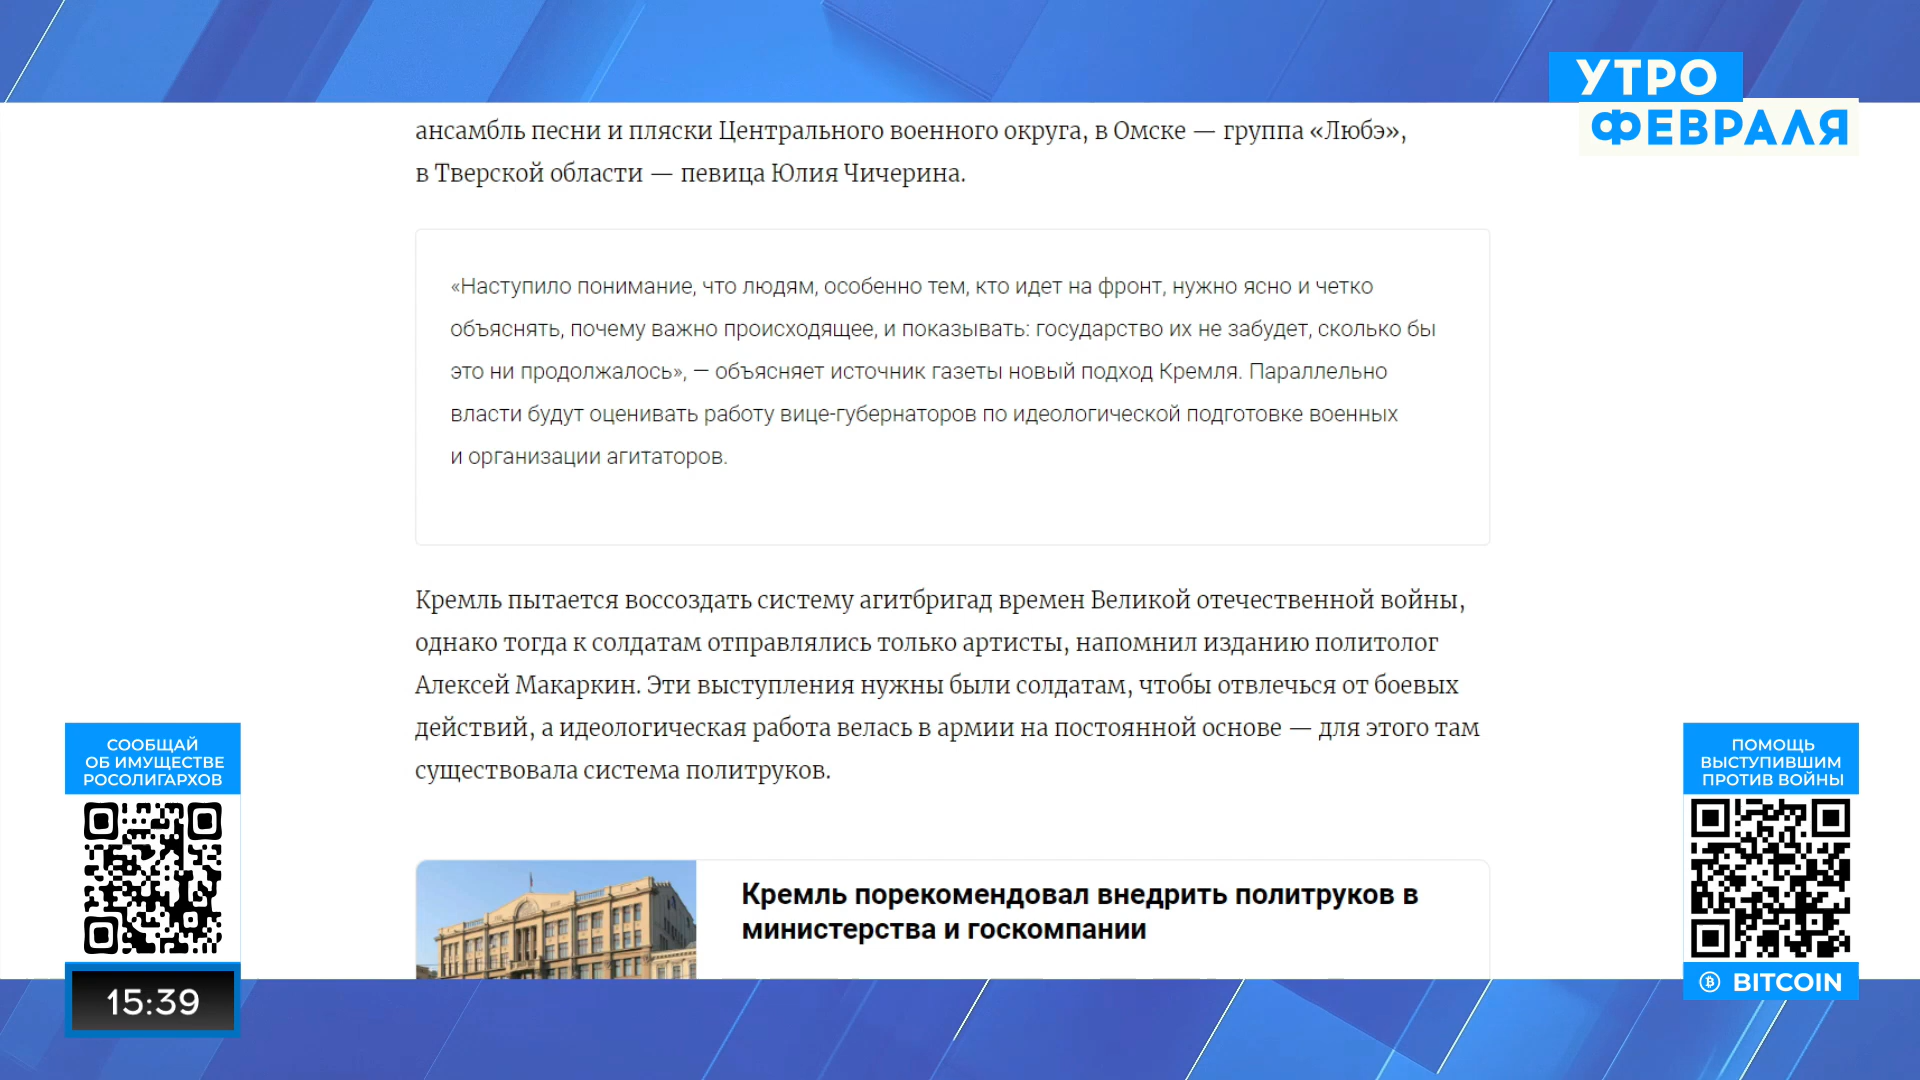 УТРО
ФЕВРАЛЯ
ансамбль песни и пляски Центрального военного округа, в Омске — группа «Любэ»,
в Тверской области — певица Юлия Чичерина.
«Наступило понимание, что людям, особенно тем, кто идет на фронт, нужно ясно и четко
объяснять, почему важно происходящее, и показывать: государство их не забудет, сколько бы
это ни продолжалось», — объясняет источник газеты новый подход Кремля. Параллельно
власти будут оценивать работу вице-губернаторов по идеологической подготовке военных
и организации агитаторов.
Кремль пытается воссоздать систему агитбригад времен Великой отечественной войны,
однако тогда к солдатам отправлялись только артисты, напомнил изданию политолог
Алексей Макаркин. Эти выступления нужны были солдатам, чтобы отвлечься от боевых
действий, а идеологическая работа велась в армии на постоянной основе — для этого там
существовала система политруков.
Кремль порекомендовал внедрить политруков в
министерства и госкомпании
СООБЩАЙ
ОБ ИМУЩЕСТВЕ
РОСОЛИГАРХОВ
15:39
ПОМОЩЬ
ВЫСТУПИВШИМ
ПРОТИВ ВОЙНЫ
BITCOIN